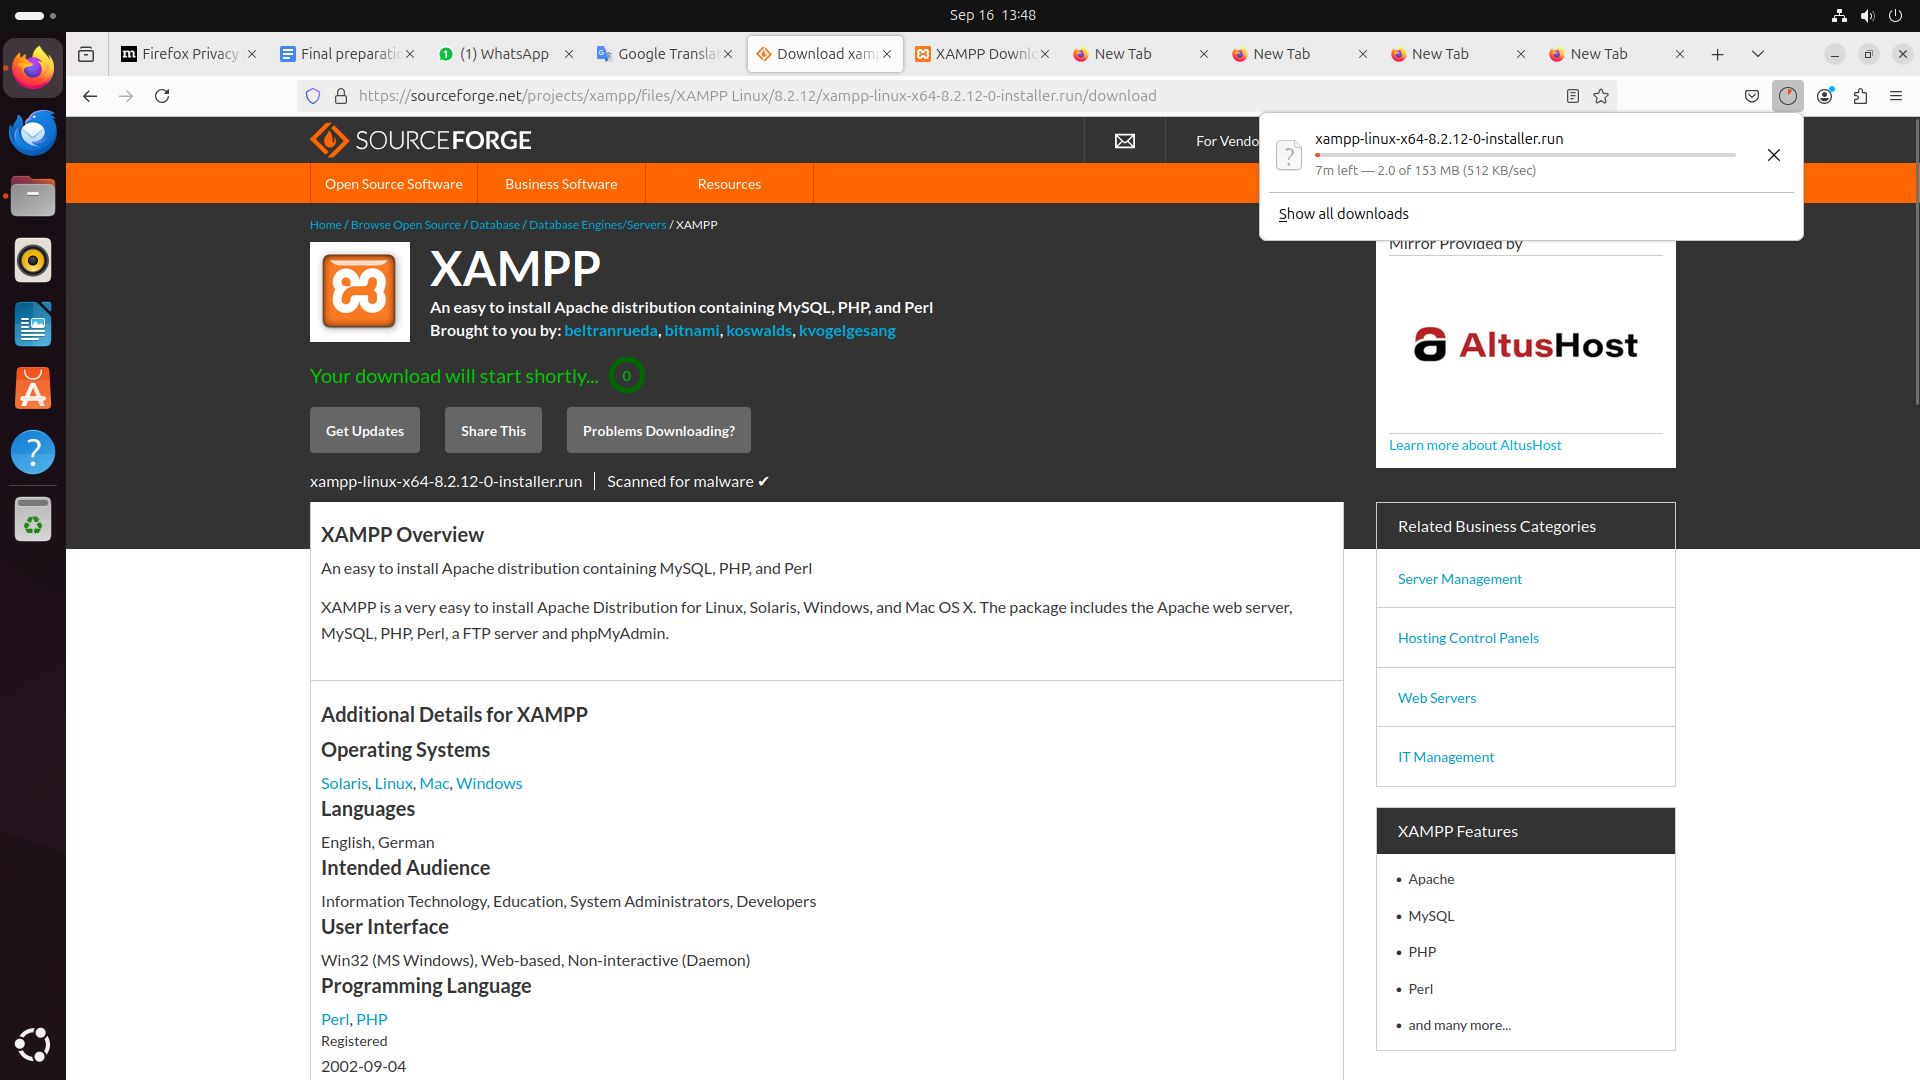 Sep 16 13:48
Firefox Privacy
Final preparatio
(1) WhatsApp
Google Translat
Download xamp
XAMPP Downlo
New Tab
New Tab
New Tab
New Tab
https://sourceforge.net/projects/xampp/files/XAMPP Linux/8.2.12/xampp-linux-x64-8.2.12-0-installer.run/download
SOURCEFORGE
For Vendo
xampp-linux-x64-8.2.12-0-installer.run
7m left — 2.0 of 153 MB (512 KB/sec)
Show all downloads
Open Source Software
Business Software
Resources
Home / Browse Open Source / Database / Database Engines/Servers / XAMPP
XAMPP
An easy to install Apache distribution containing MySQL, PHP, and Perl
Brought to you by: beltranrueda, bitnami, koswalds, kvogelgesang
Your download will start shortly... 0
Get Updates
Share This
Problems Downloading?
xampp-linux-x64-8.2.12-0-installer.run
Scanned for malware ✔
Mirror Provided by
AltusHost
Learn more about AltusHost
XAMPP Overview
An easy to install Apache distribution containing MySQL, PHP, and Perl
XAMPP is a very easy to install Apache Distribution for Linux, Solaris, Windows, and Mac OS X. The package includes the Apache web server,
MySQL, PHP, Perl, a FTP server and phpMyAdmin.
Additional Details for XAMPP
Operating Systems
Solaris, Linux, Mac, Windows
Languages
English, German
Intended Audience
Information Technology, Education, System Administrators, Developers
User Interface
Win32 (MS Windows), Web-based, Non-interactive (Daemon)
Programming Language
Perl, PHP
Registered
2002-09-04
Related Business Categories
Server Management
Hosting Control Panels
Web Servers
IT Management
XAMPP Features
• Apache
• MySQL
• PHP
• Perl
• and many more...